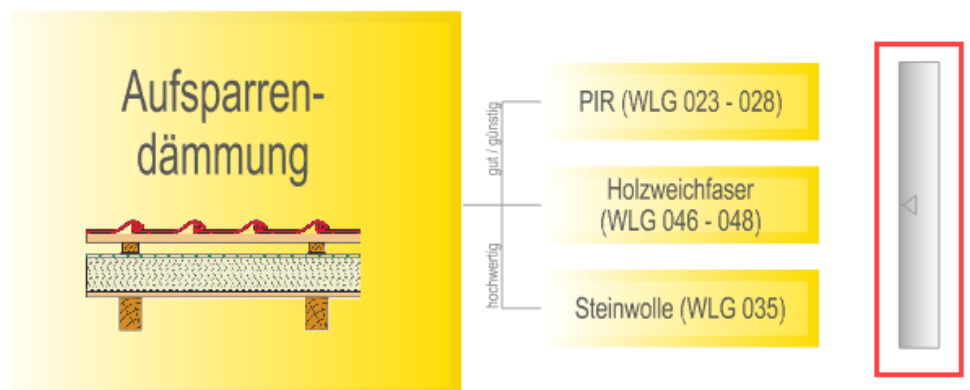 Aufsparren-
dämmung
gut / günstig
hochwertig
PIR (WLG 023 - 028)
Holzweichfaser
(WLG 046 - 048)
Steinwolle (WLG 035)